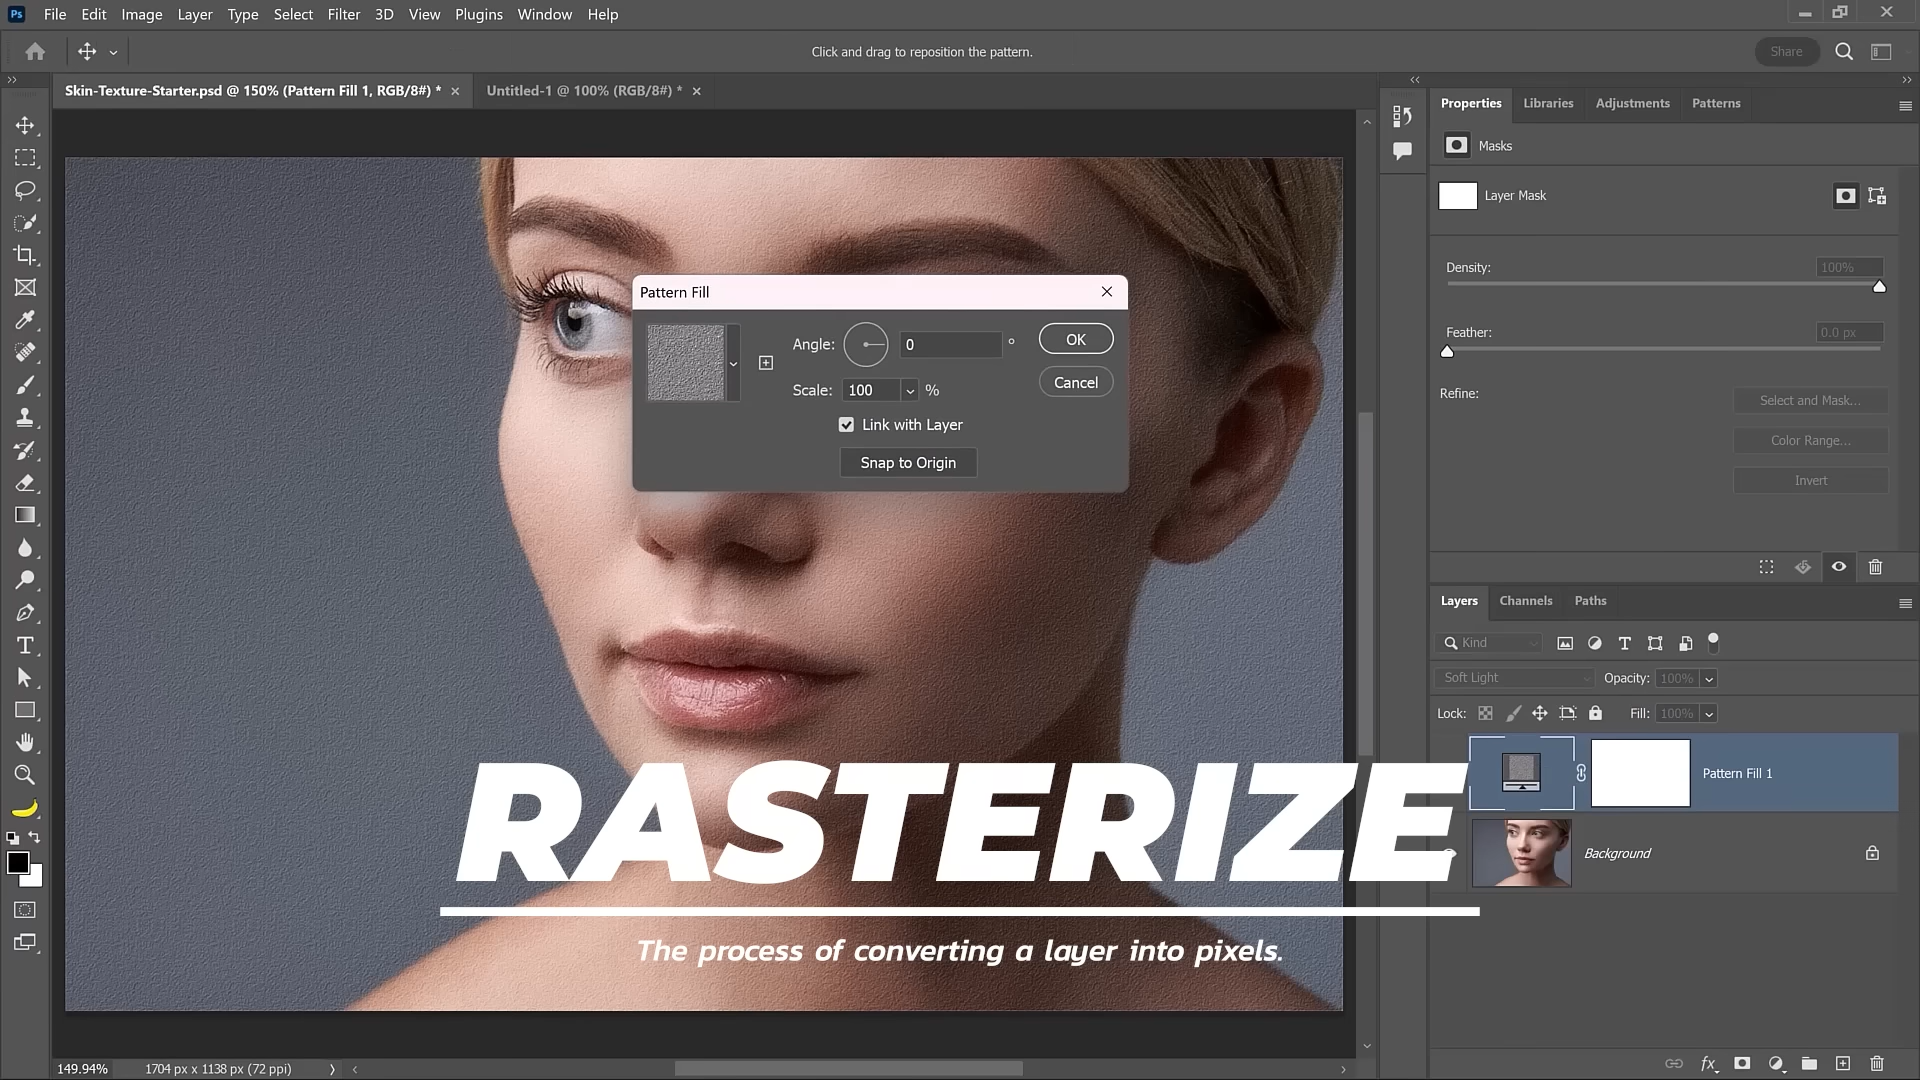 Ps File Edit Image Layer Type Select Filter 3D View Plugins Window Help
Click and drag to reposition the pattern.
Share
Skin-Texture-Starter.psd @ 150% (Pattern Fill 1, RGB/8#) *
Untitled-1 @ 100% (RGB/8#) *
Properties Libraries Adjustments Patterns
Masks
Layer Mask
Density: 100%
Feather: 0.0 px
Refine: Select and Mask...
Color Range...
Invert
Pattern Fill
Angle: 0 °
OK
Scale: 100 %
Cancel
Link with Layer
Snap to Origin
Layers Channels Paths
Kind
Soft Light Opacity: 100%
Lock: Fill: 100%
Pattern Fill 1
Background
RASTERIZE
The process of converting a layer into pixels.
149.94% 1704 px x 1138 px (72 ppi)